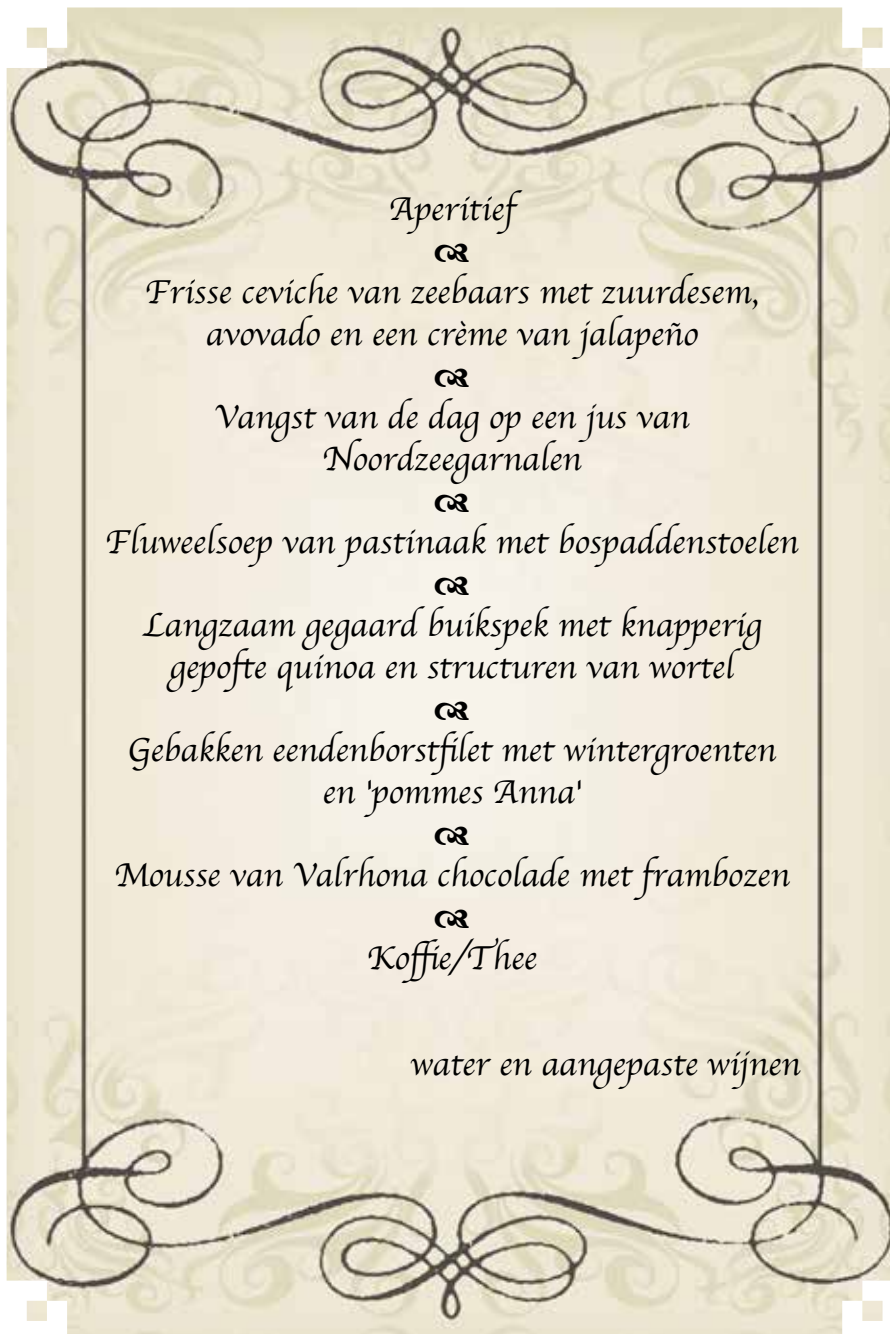 Aperitief
Frisse ceviche van zeebaars met zuurdesem,
avovado en een crème van jalapeño
Vangst van de dag op een jus van
Noordzeegarnalen
Fluweelsoep van pastinaak met bospaddenstoelen
Langzaam gegaard buikspek met knapperig
gepofte quinoa en structuren van wortel
Gebakken eendenborstfilet met wintergroenten
en 'pommes Anna'
Mousse van Valrhona chocolade met frambozen
Koffie/Thee
water en aangepaste wijnen